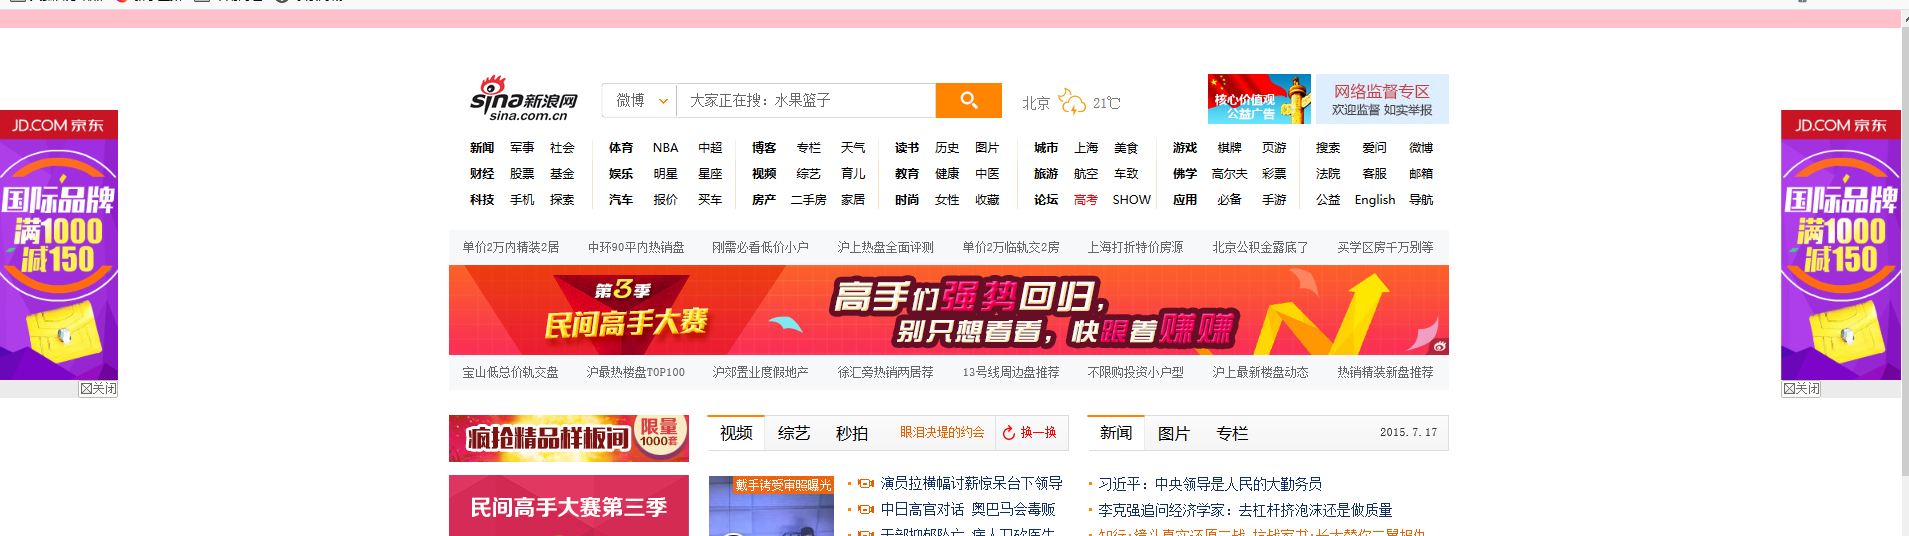 sina新浪网
sina.com.cn
微博 大家正在搜：水果篮子
北京 21℃
核心价值观
公益广告
网络监督专区
欢迎监督 如实举报
JD.COM 京东
国际品牌
满1000
减150
关闭
JD.COM 京东
国际品牌
满1000
减150
关闭
新闻 军事 社会 体育 NBA 中超 博客 专栏 天气 读书 历史 图片 城市 上海 美食 游戏 棋牌 页游 搜索 爱问 微博
财经 股票 基金 娱乐 明星 星座 视频 综艺 育儿 教育 健康 中医 旅游 航空 车致 佛学 高尔夫 彩票 法院 客服 邮箱
科技 手机 探索 汽车 报价 买车 房产 二手房 家居 时尚 女性 收藏 论坛 高考 SHOW 应用 必备 手游 公益 English 导航
单价2万内精装2居 中环90平内热销盘 刚需必看低价小户 沪上热盘全面评测 单价2万临轨交2房 上海打折特价房源 北京公积金露底了 买学区房千万别等
第3季
民间高手大赛
高手们强势回归，
别只想看看，快跟着赚赚
宝山低总价轨交盘 沪最热楼盘TOP100 沪郊置业度假地产 徐汇旁热销两居荐 13号线周边盘推荐 不限购投资小户型 沪上最新楼盘动态 热销精装新盘推荐
疯抢精品样板间
限量
1000套
民间高手大赛第三季
视频 综艺 秒拍 眼泪决堤的约会 换一换
戴手铐受审照曝光
演员拉横幅讨薪惊呆台下领导
中日高官对话 奥巴马会毒贩
干部抑郁坠亡 病人卫砍医生
新闻 图片 专栏 2015.7.17
习近平：中央领导是人民的大勤务员
李克强追问经济学家：去杠杆挤泡沫还是做质量